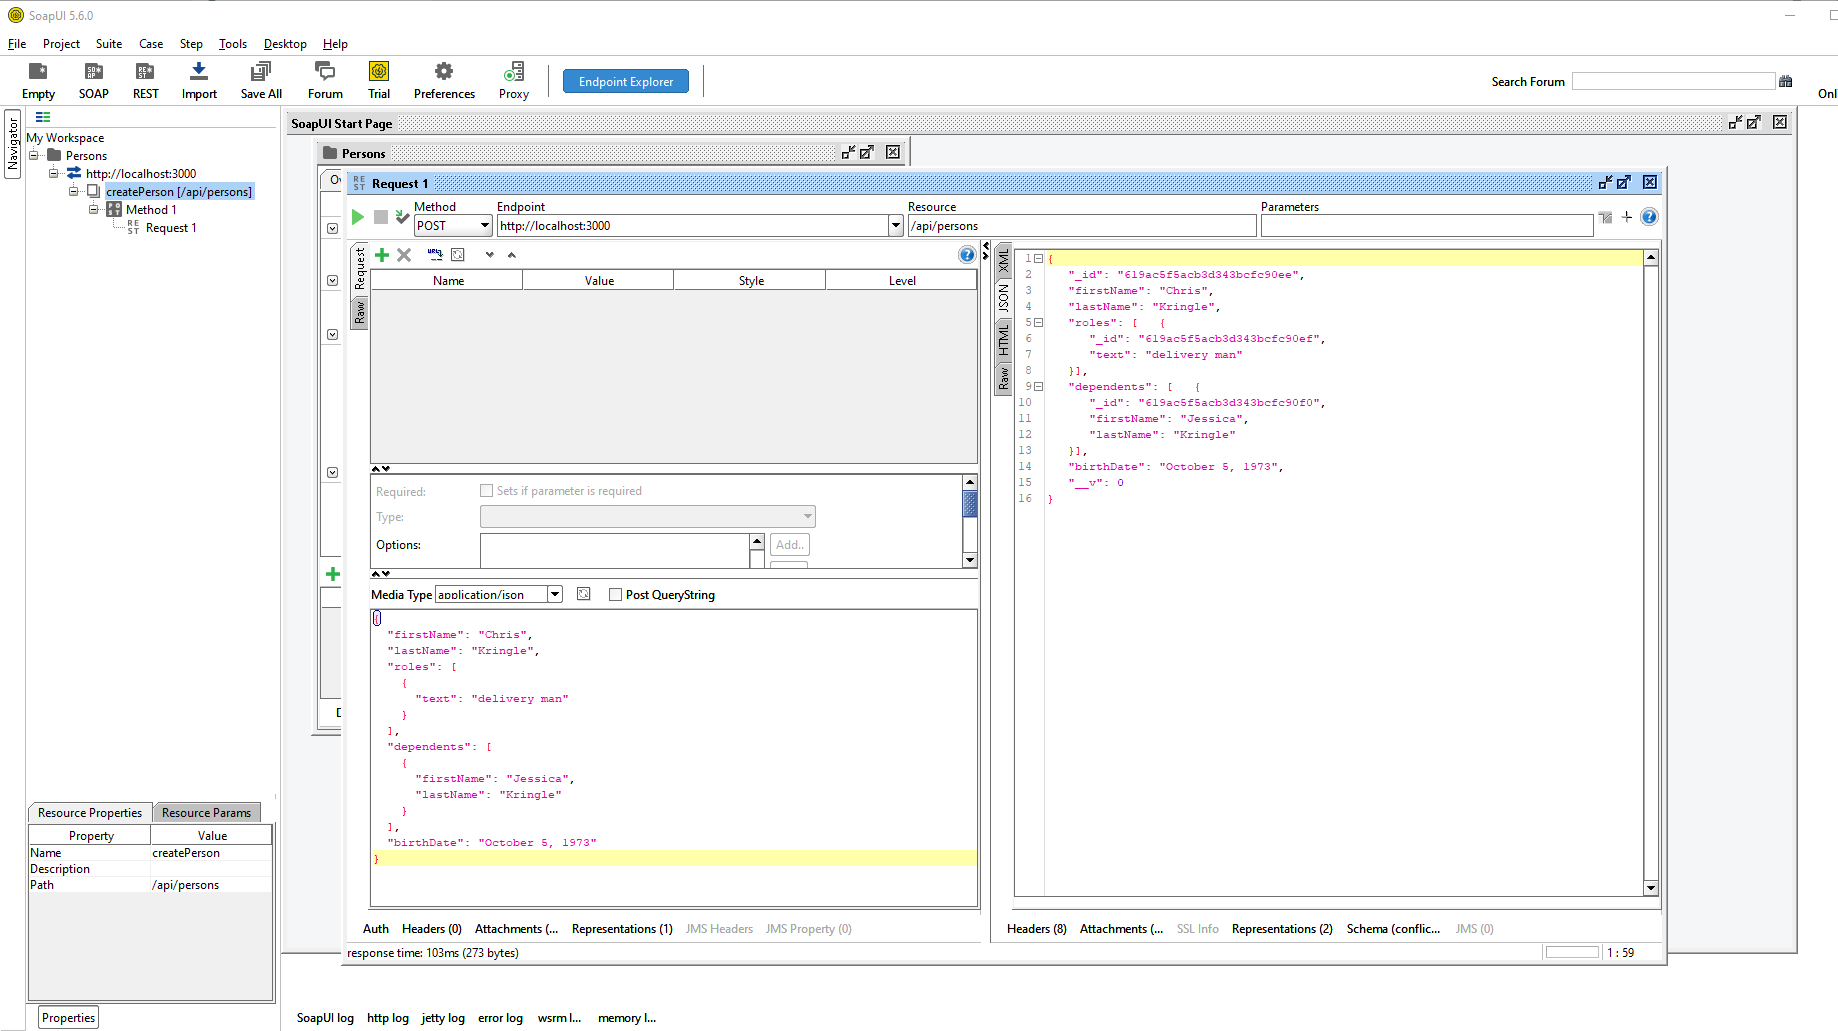 SoapUI 5.6.0
File Project Suite Case Step Tools Desktop Help
Empty SOAP REST Import Save All Forum Trial Preferences Proxy Endpoint Explorer Search Forum Onl
Navigator
My Workspace
Persons
http://localhost:3000
createPerson [/api/persons]
Method 1
Request 1
Resource Properties Resource Params
Property Value
Name createPerson
Description
Path /api/persons
Properties
SoapUI Start Page
Persons
Request 1
Method Endpoint Resource Parameters
POST http://localhost:3000 /api/persons
Request
Raw
Name Value Style Level
Required: Sets if parameter is required
Type:
Options: Add..
Media Type application/json Post QueryString
{
"firstName": "Chris",
"lastName": "Kringle",
"roles": [
{
"text": "delivery man"
}
],
"dependents": [
{
"firstName": "Jessica",
"lastName": "Kringle"
}
],
"birthDate": "October 5, 1973"
}
Auth Headers (0) Attachments (... Representations (1) JMS Headers JMS Property (0)
response time: 103ms (273 bytes)
XML
JSON
HTML
Raw
1 {
2 "_id": "619ac5f5acb3d343bcfc90ee",
3 "firstName": "Chris",
4 "lastName": "Kringle",
5 "roles": [ {
6 "_id": "619ac5f5acb3d343bcfc90ef",
7 "text": "delivery man"
8 }],
9 "dependents": [ {
10 "_id": "619ac5f5acb3d343bcfc90f0",
11 "firstName": "Jessica",
12 "lastName": "Kringle"
13 }],
14 "birthDate": "October 5, 1973",
15 "__v": 0
16 }
Headers (8) Attachments (... SSL Info Representations (2) Schema (conflic... JMS (0)
1 : 59
SoapUI log http log jetty log error log wsrm l... memory l...